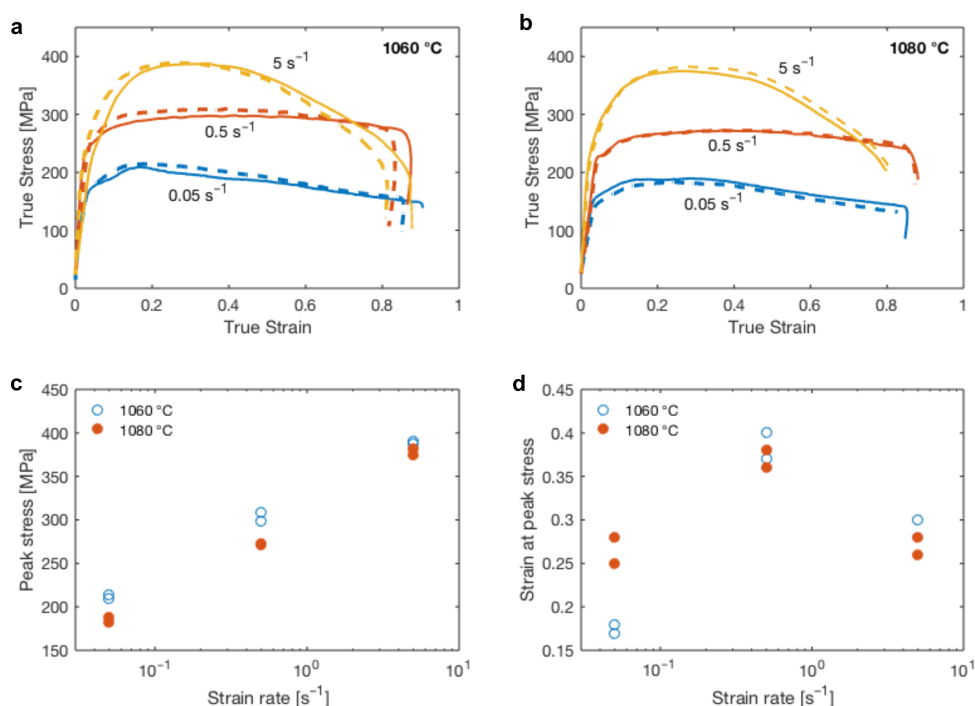 a
1060 °C
True Stress [MPa]
400
300
200
100
0
5 s⁻¹
0.5 s⁻¹
0.05 s⁻¹
0 0.2 0.4 0.6 0.8 1
True Strain
b
1080 °C
True Stress [MPa]
400
300
200
100
0
5 s⁻¹
0.5 s⁻¹
0.05 s⁻¹
0 0.2 0.4 0.6 0.8 1
True Strain
c
Peak stress [MPa]
450
400
350
300
250
200
150
1060 °C
1080 °C
10⁻¹ 10⁰ 10¹
Strain rate [s⁻¹]
d
Strain at peak stress
0.45
0.4
0.35
0.3
0.25
0.2
0.15
1060 °C
1080 °C
10⁻¹ 10⁰ 10¹
Strain rate [s⁻¹]